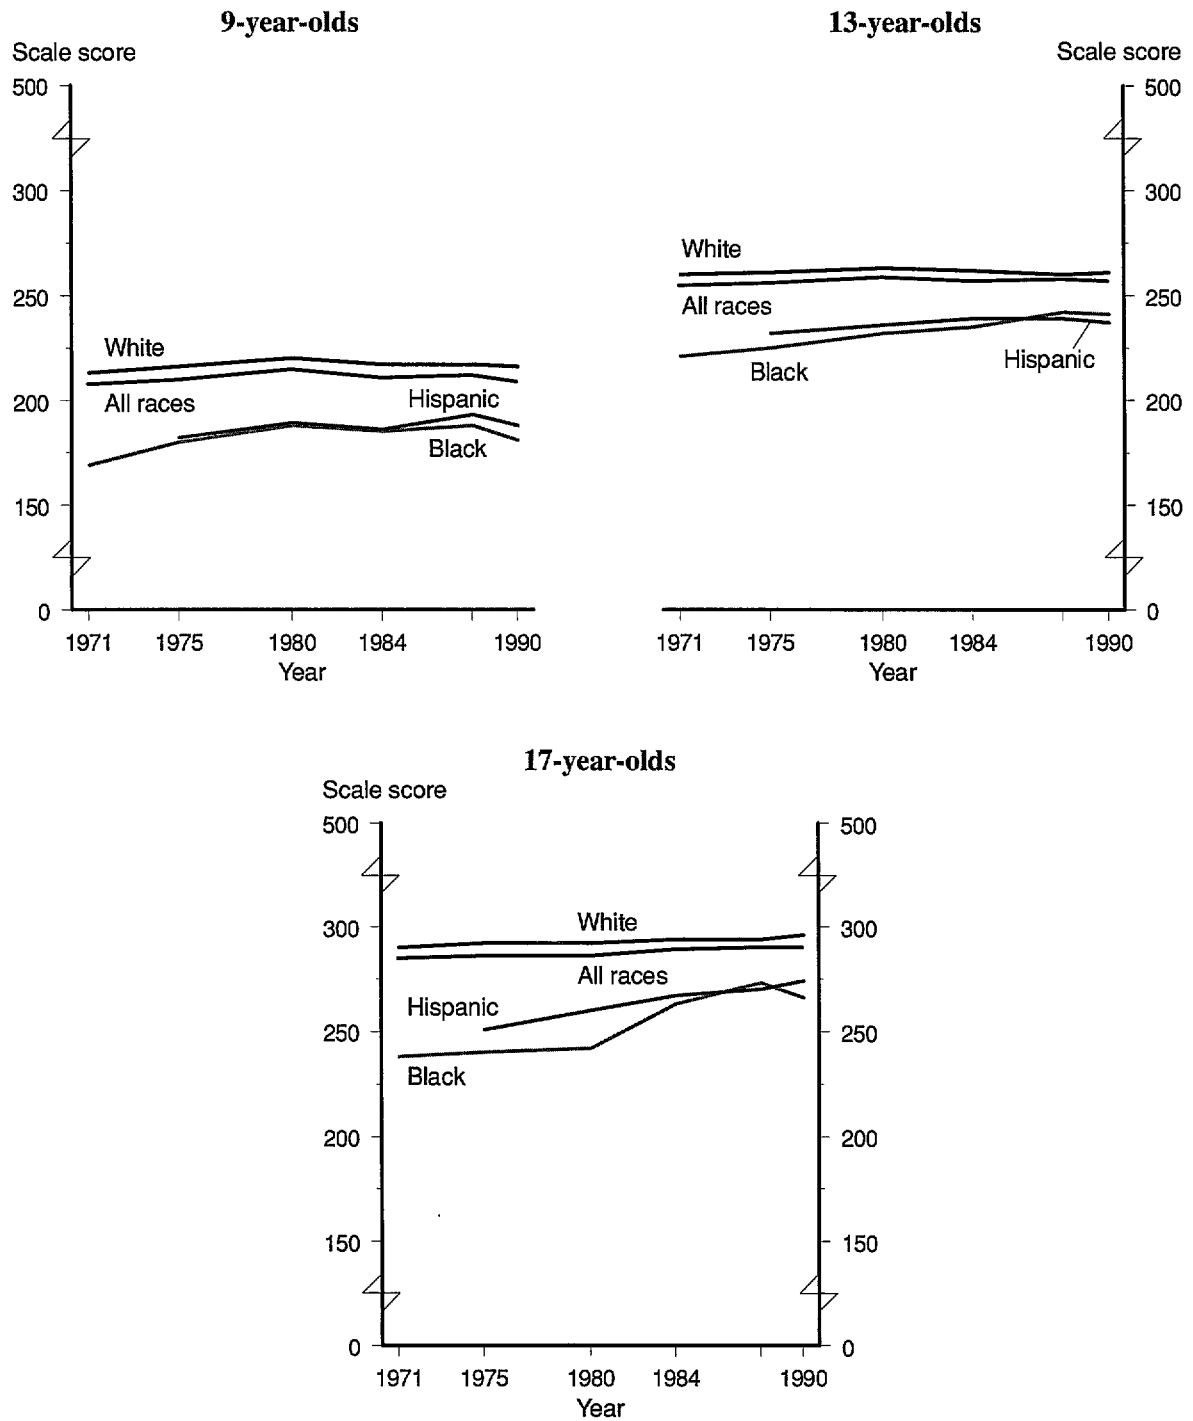 9-year-olds
Scale score
500
300
250
200
150
0
White
All races
Hispanic
Black
1971 1975 1980 1984 1990
Year
13-year-olds
Scale score
500
300
250
200
150
0
White
All races
Black
Hispanic
1971 1975 1980 1984 1990
Year
17-year-olds
Scale score
500 500
300 300
250 250
200 200
150 150
0 0
White
All races
Hispanic
Black
1971 1975 1980 1984 1990
Year